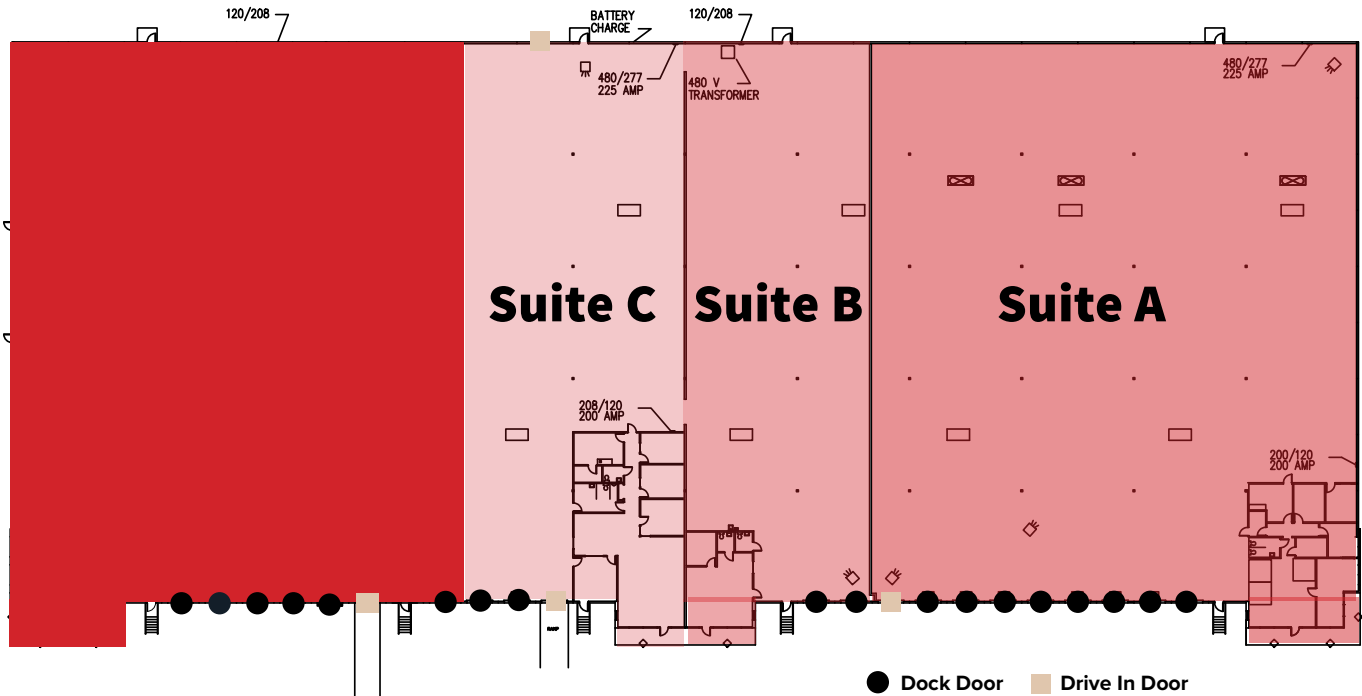 120/208
BATTERY
CHARGE
120/208
480/277
225 AMP
480 V
TRANSFORMER
480/277
225 AMP
Suite C
Suite B
Suite A
208/120
200 AMP
200/120
200 AMP
RAMP
Dock Door
Drive In Door